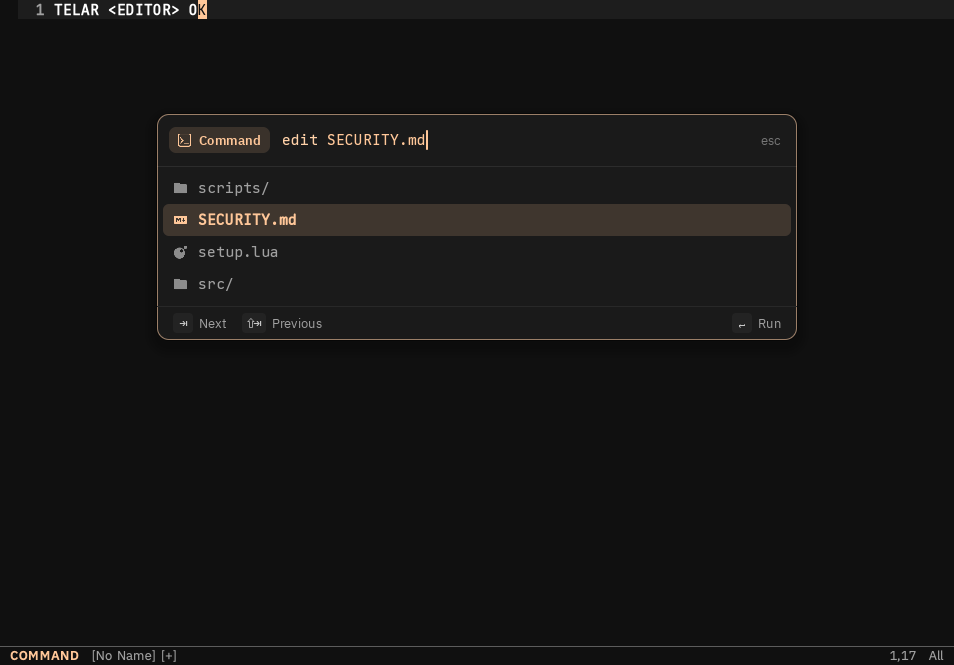 1 TELAR <EDITOR> OK
Command edit SECURITY.md esc
scripts/
SECURITY.md
setup.lua
src/
Next Previous Run
COMMAND [No Name] [+] 1,17 All